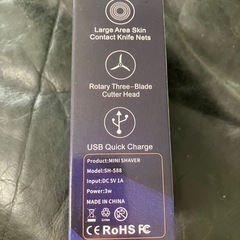 Large Area Skin
Contact Knife Nets
Rotary Three-Blade
Cutter Head
USB Quick Charge
Product:MINI SHAVER
Model:SH-588
Input:DC 5V 1A
Power:3w
MADE IN CHINA
CE RoHS FC